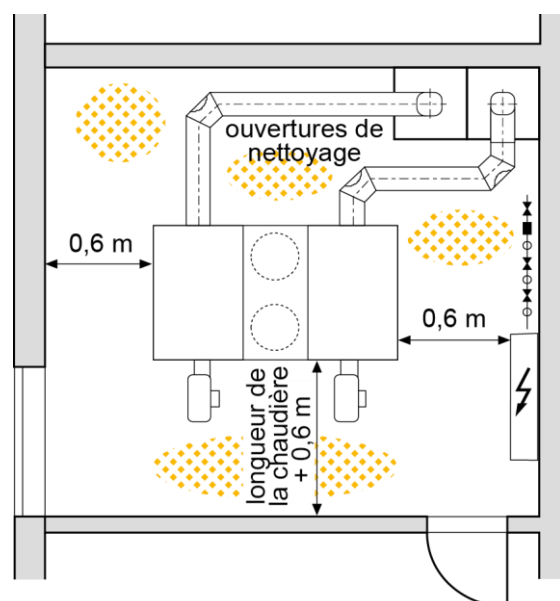 ouvertures de
nettoyage
0,6 m
0,6 m
longueur de
la chaudière
+ 0,6 m